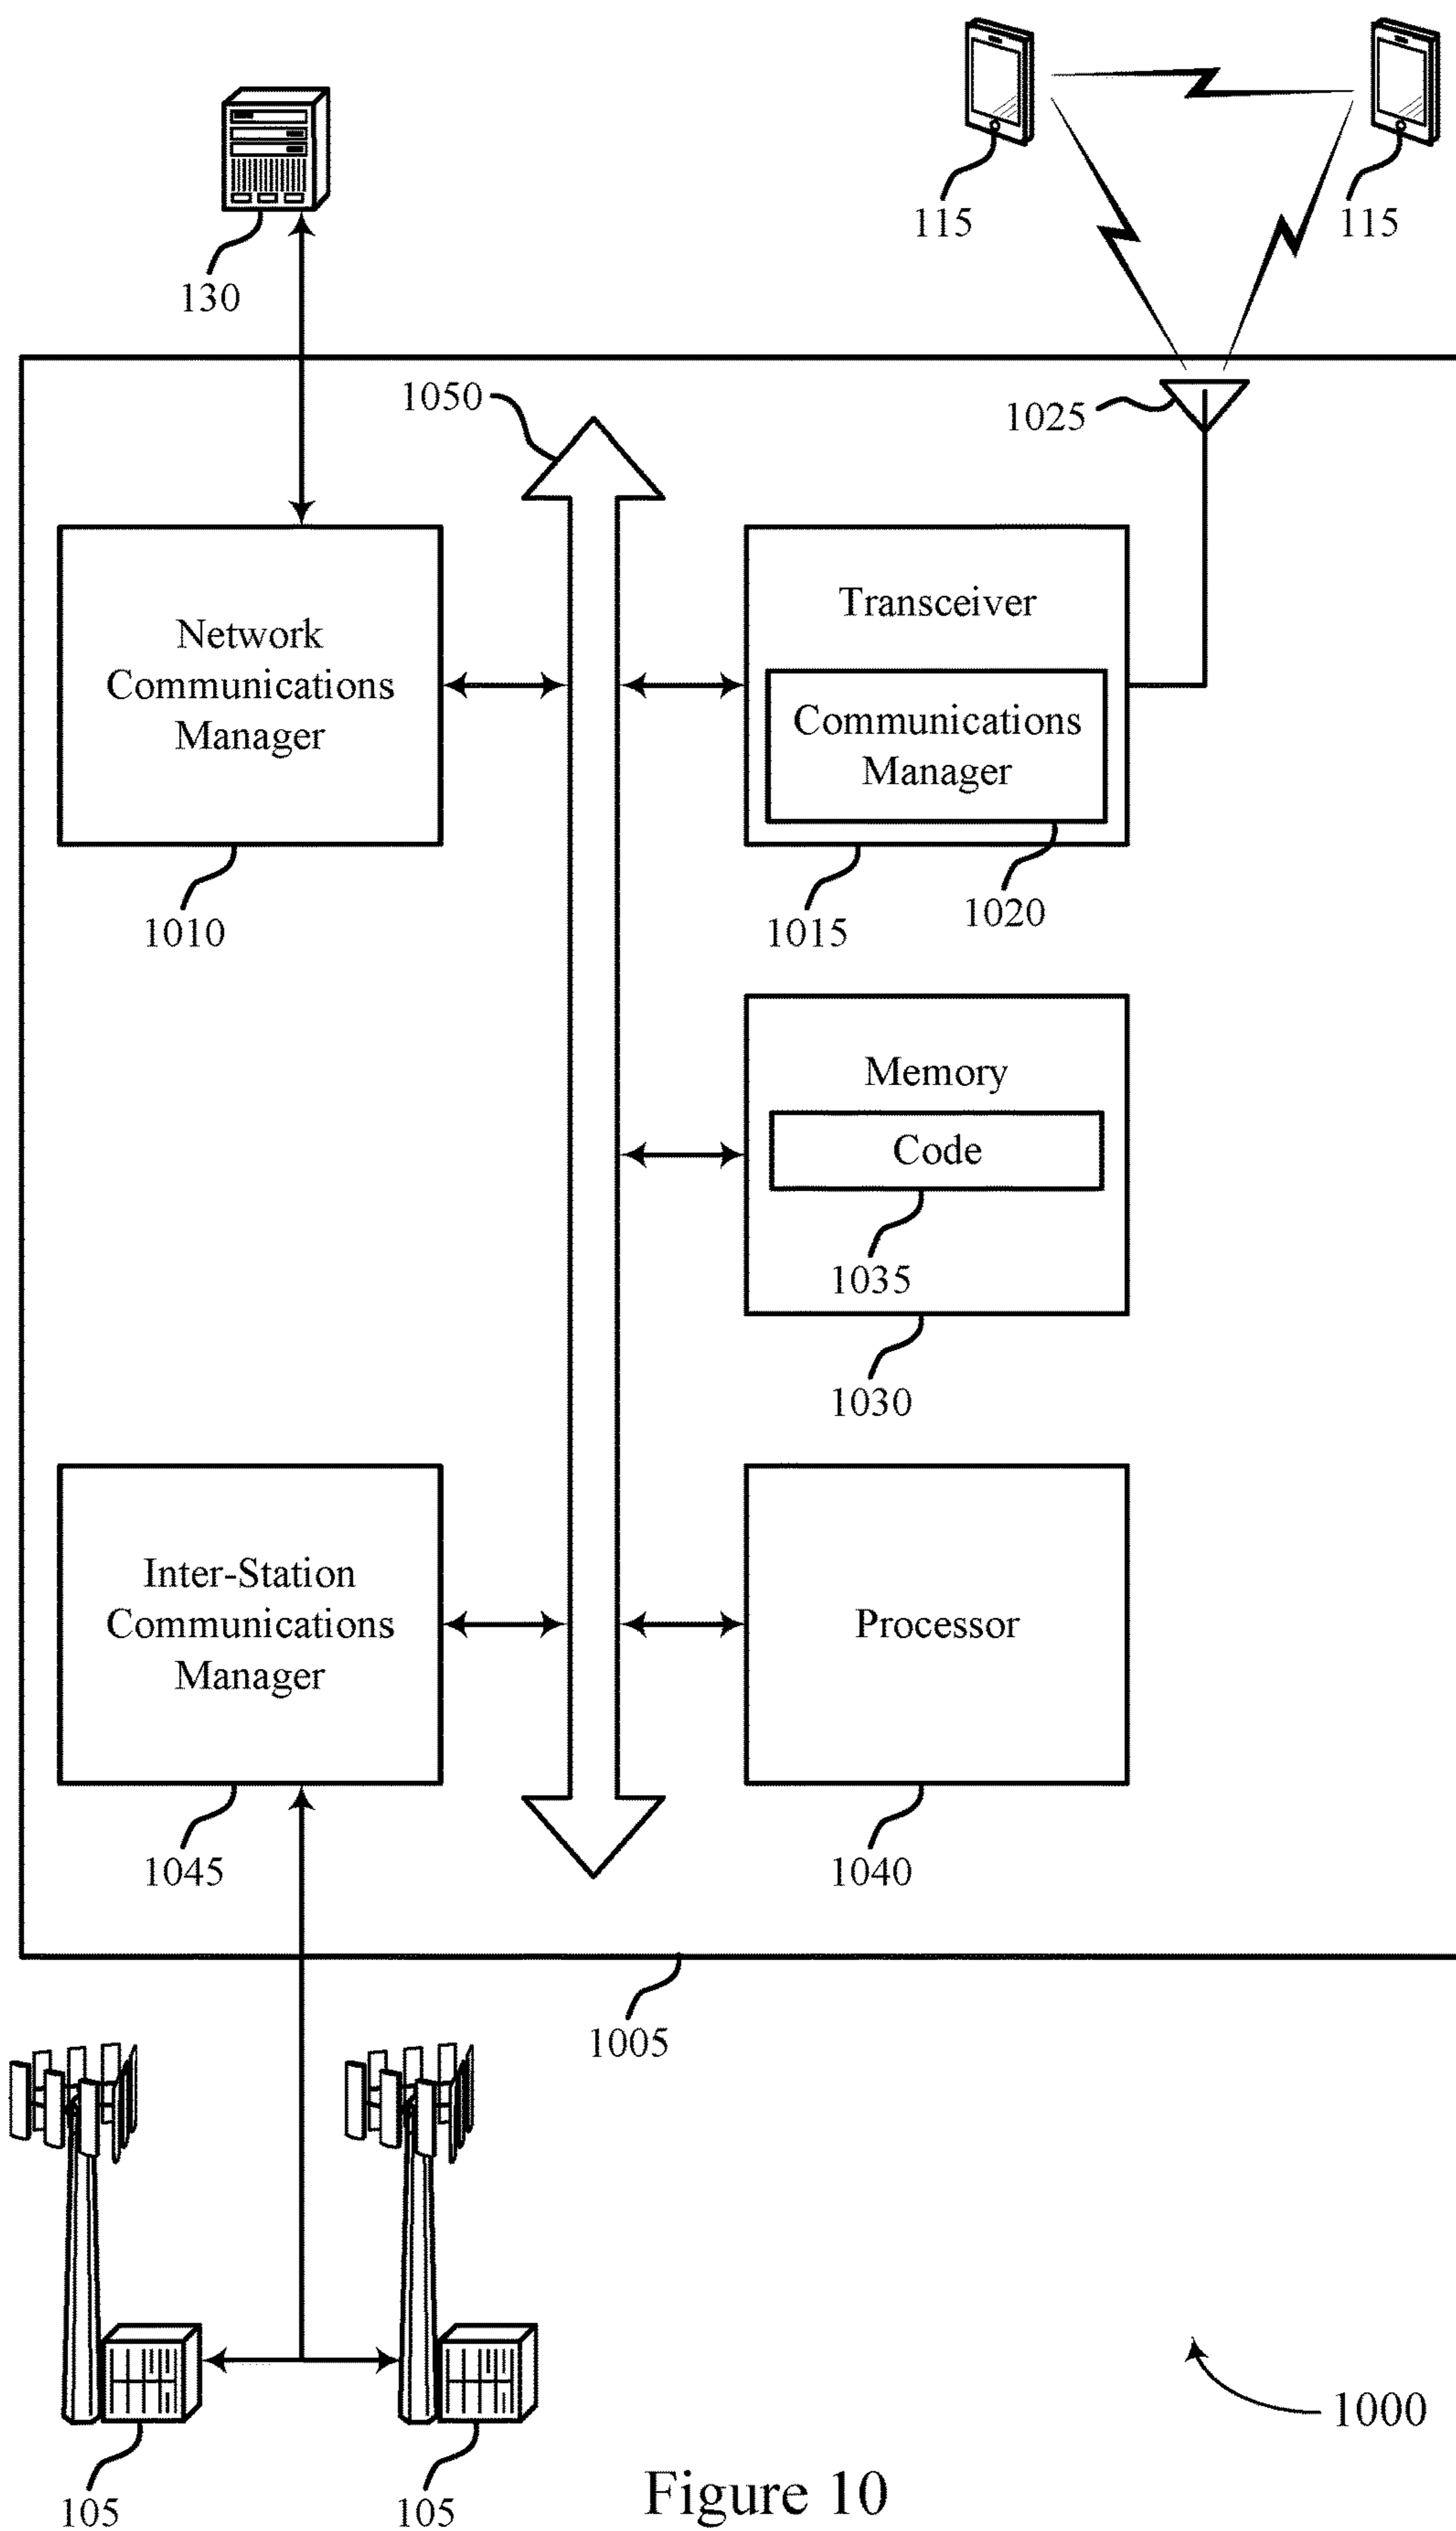 115
115
130
1050
1025
Network
Communications
Manager
1010
Transceiver
Communications
Manager
1015
1020
Memory
Code
1035
1030
Inter-Station
Communications
Manager
1045
Processor
1040
1005
105
105
1000
Figure 10